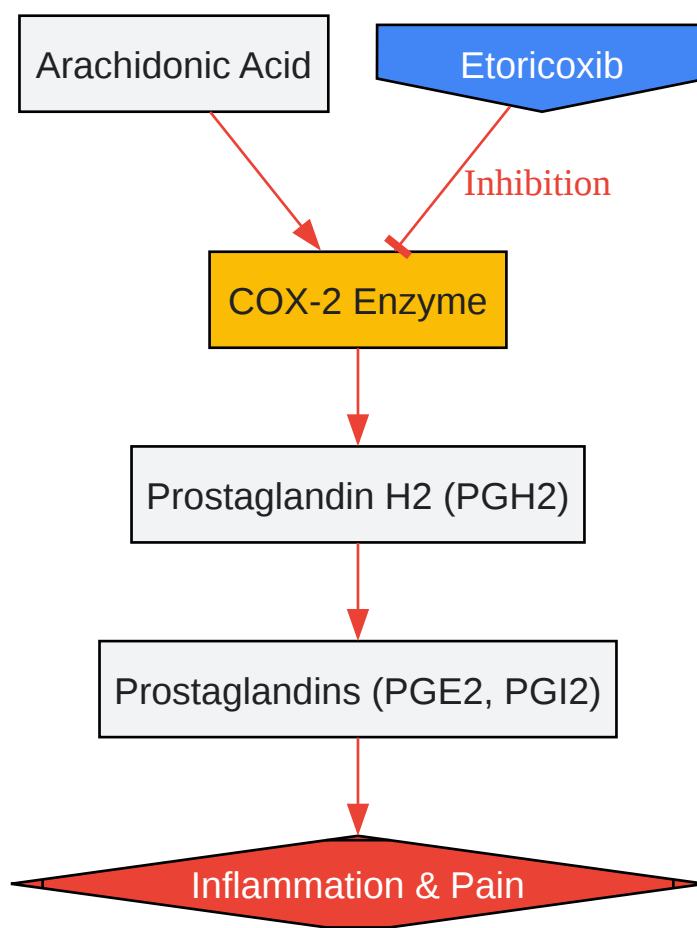 Arachidonic Acid
Etoricoxib
Inhibition
COX-2 Enzyme
Prostaglandin H2 (PGH2)
Prostaglandins (PGE2, PGI2)
Inflammation & Pain